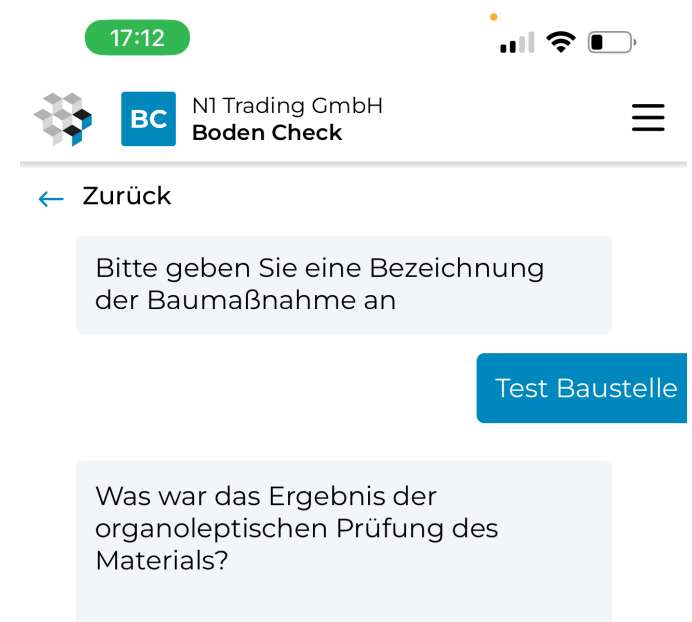 17:12
BC
N1 Trading GmbH
Boden Check
← Zurück
Bitte geben Sie eine Bezeichnung
der Baumaßnahme an
Test Baustelle
Was war das Ergebnis der
organoleptischen Prüfung des
Materials?